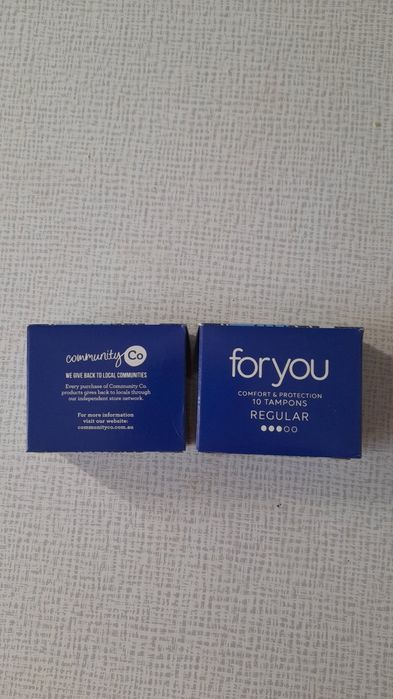 community Co
WE GIVE BACK TO LOCAL COMMUNITIES
Every purchase of Community Co.
products gives back to locals through
our independent store network.
For more information
visit our website:
communityco.com.au
foryou
COMFORT & PROTECTION
10 TAMPONS
REGULAR